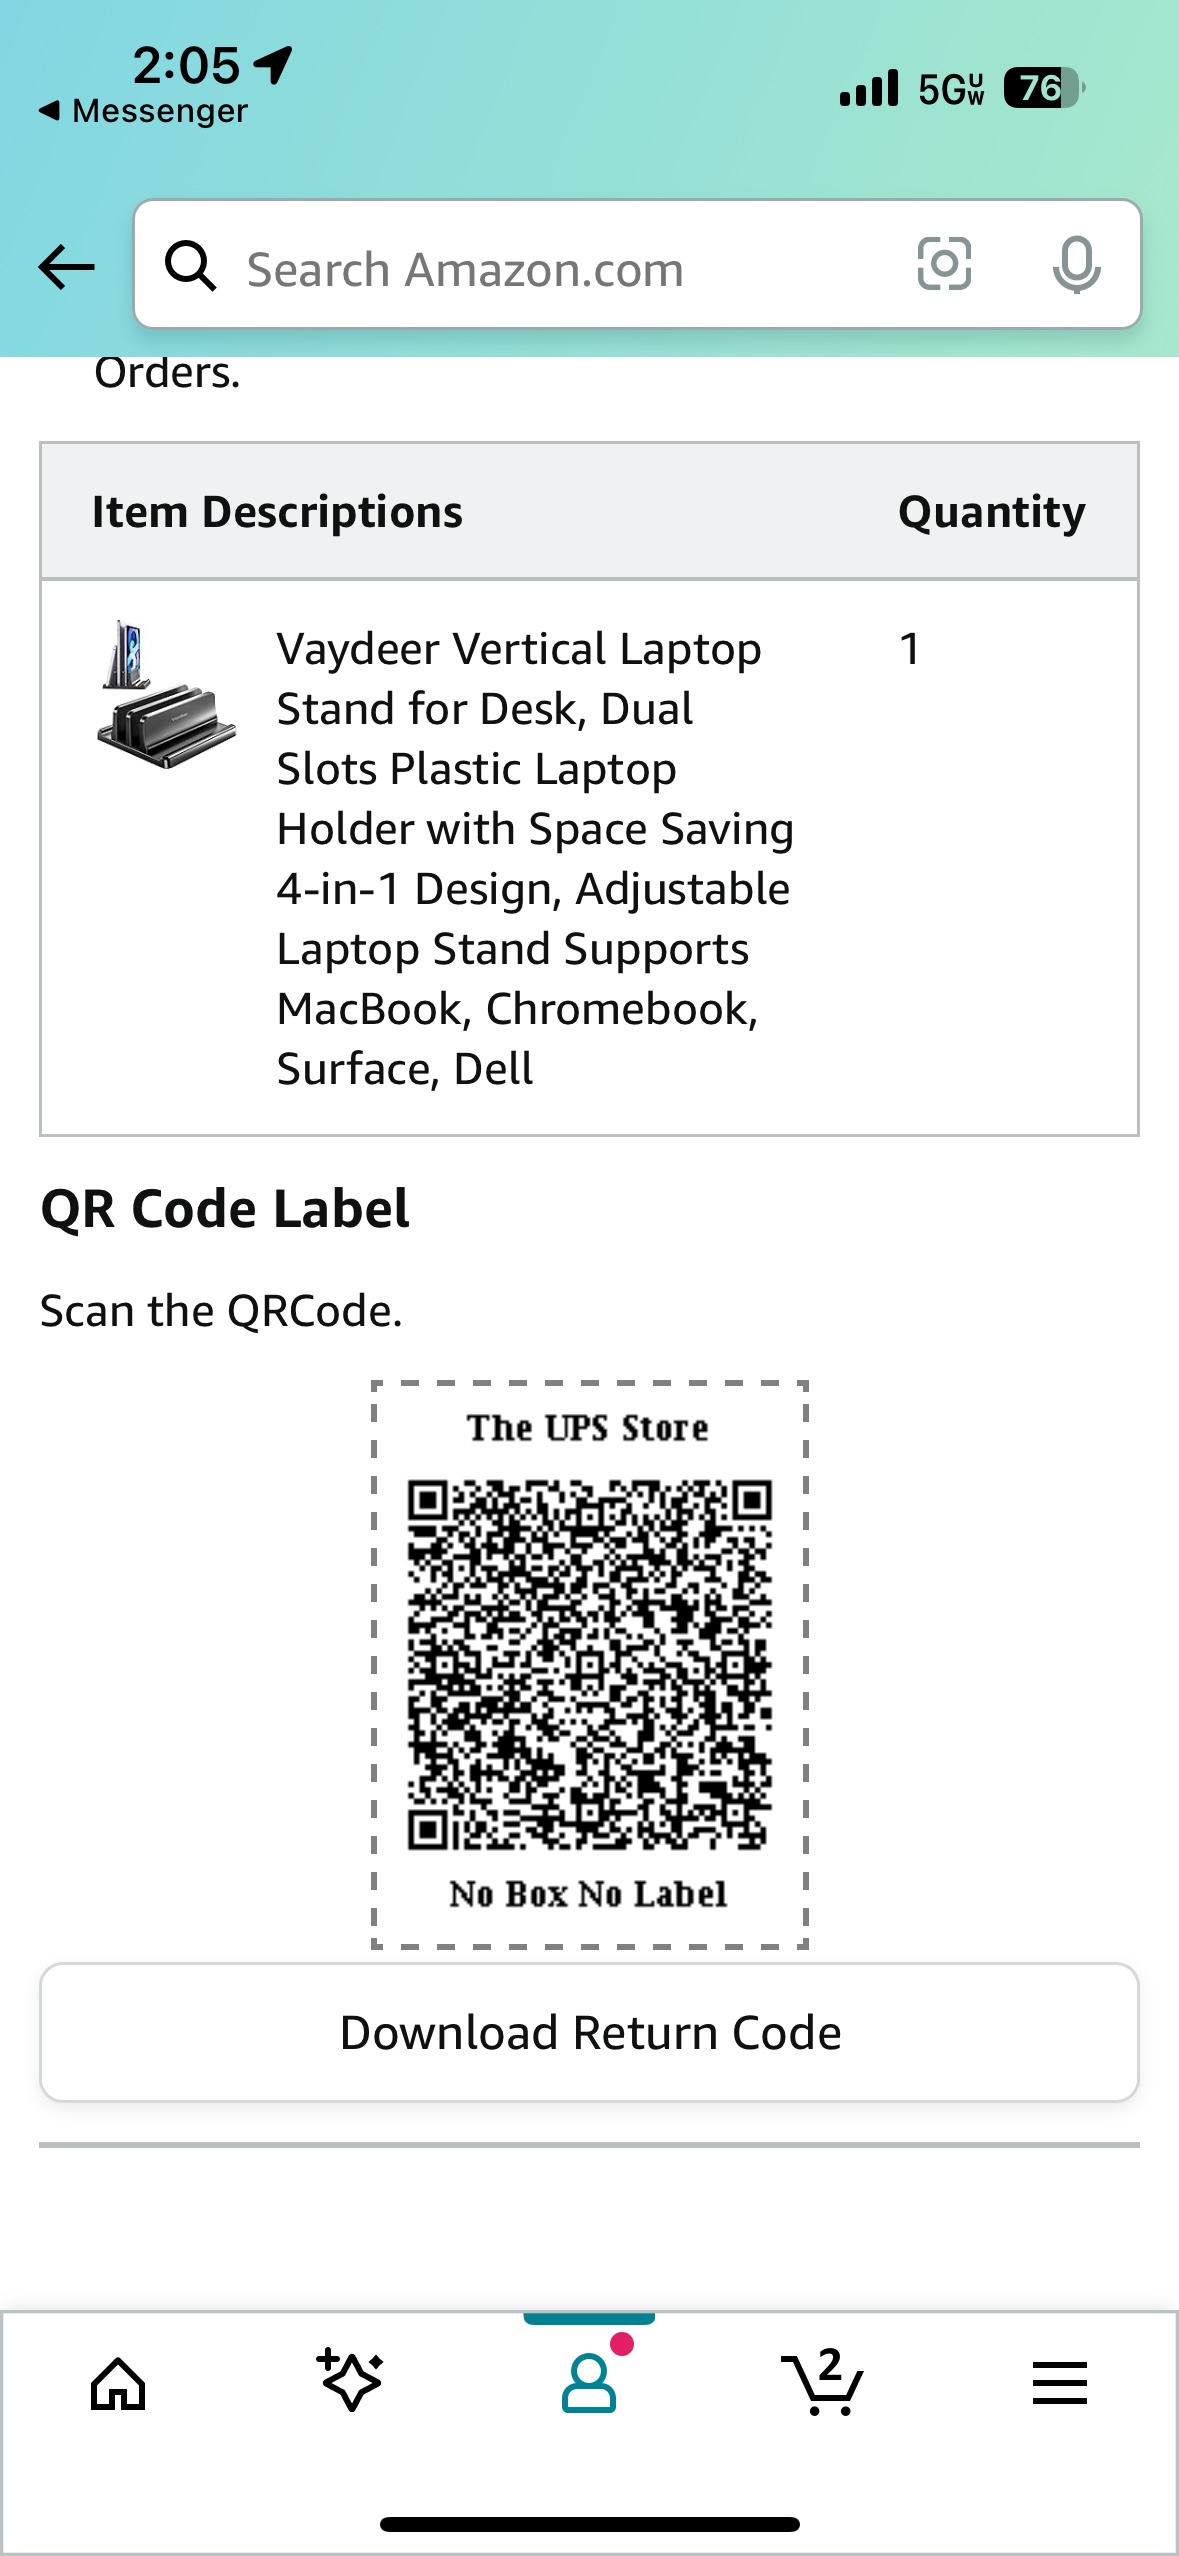 2:05
Messenger
5GUW
76
Search Amazon.com
Orders.
Item Descriptions Quantity
Vaydeer Vertical Laptop 1
Stand for Desk, Dual
Slots Plastic Laptop
Holder with Space Saving
4-in-1 Design, Adjustable
Laptop Stand Supports
MacBook, Chromebook,
Surface, Dell
QR Code Label
Scan the QRCode.
The UPS Store
No Box No Label
Download Return Code
2